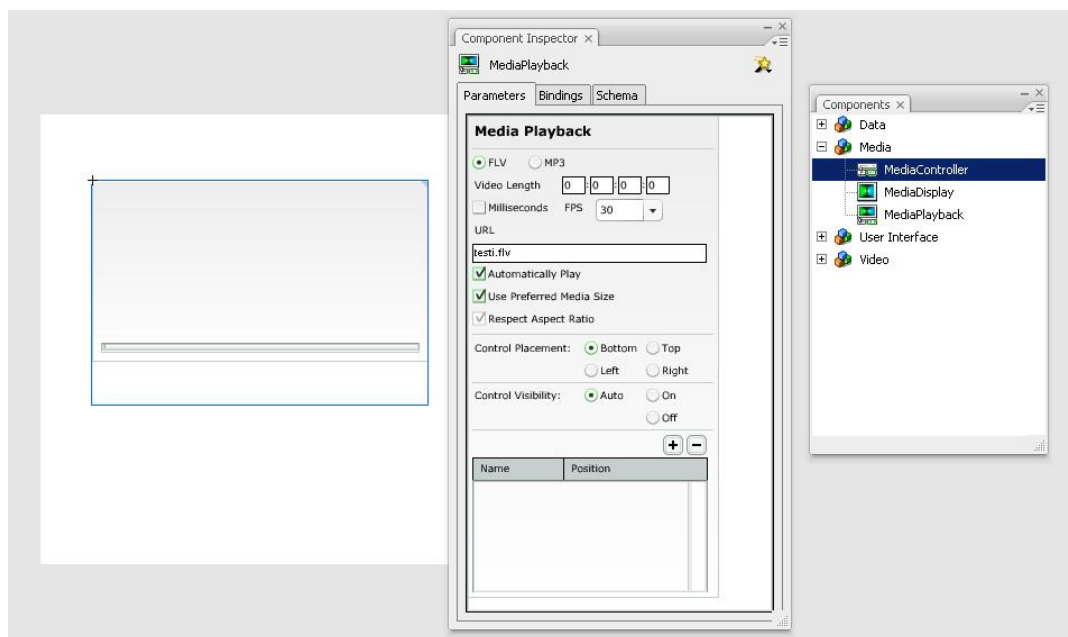 Component Inspector ×
MediaPlayback
Parameters Bindings Schema
Media Playback
FLV MP3
Video Length 0 :0 :0 :0
Milliseconds FPS 30
URL
testi.flv
Automatically Play
Use Preferred Media Size
Respect Aspect Ratio
Control Placement: Bottom Top
Left Right
Control Visibility: Auto On
Off
Name Position
Components ×
Data
Media
MediaController
MediaDisplay
MediaPlayback
User Interface
Video